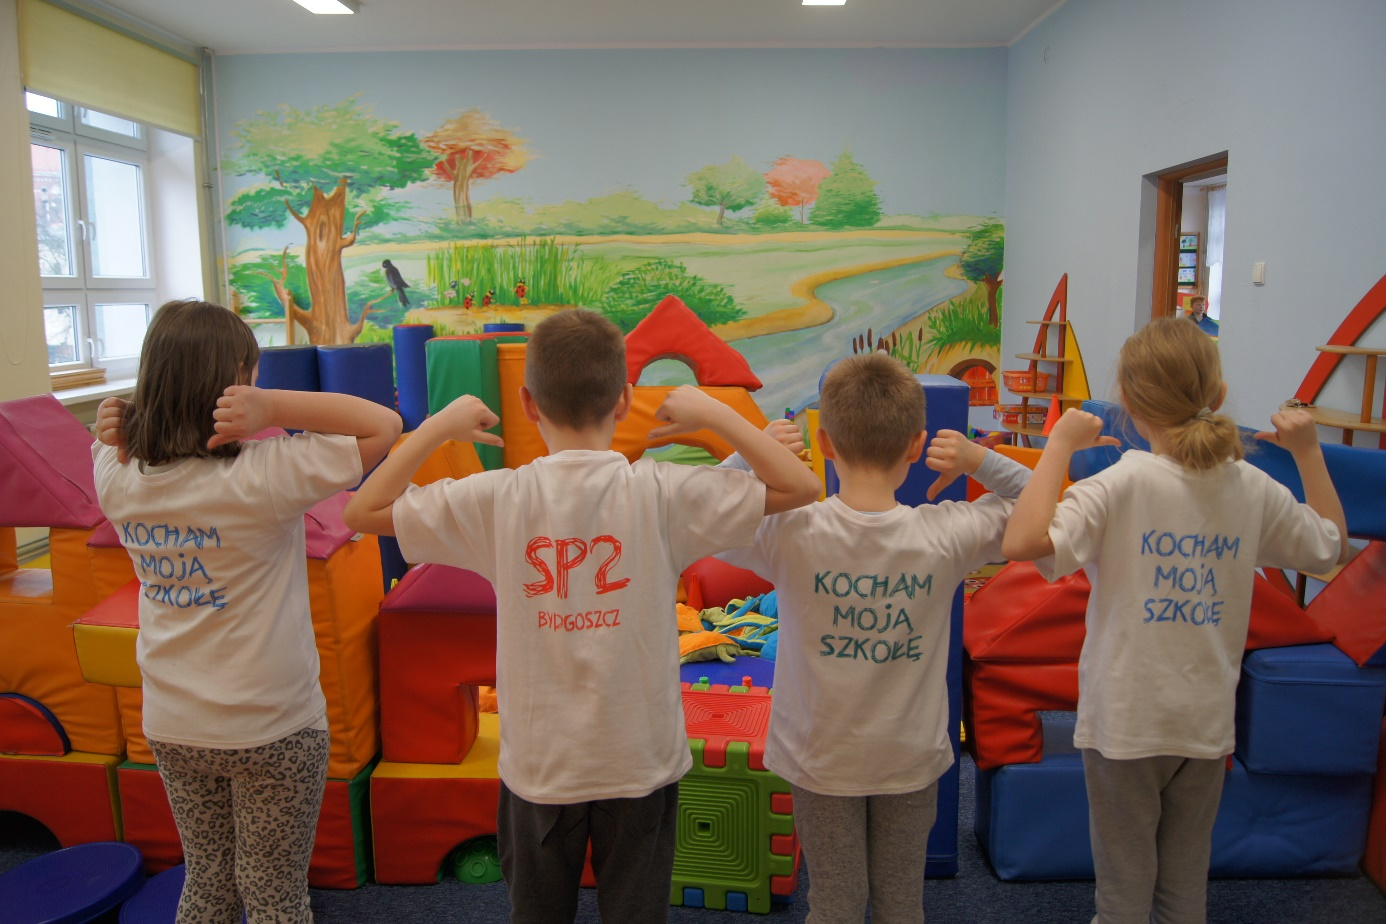 KOCHAM
MOJĄ
SZKOŁĘ
SP2
BYDGOSZCZ
KOCHAM
MOJĄ
SZKOŁĘ
KOCHAM
MOJĄ
SZKOŁĘ